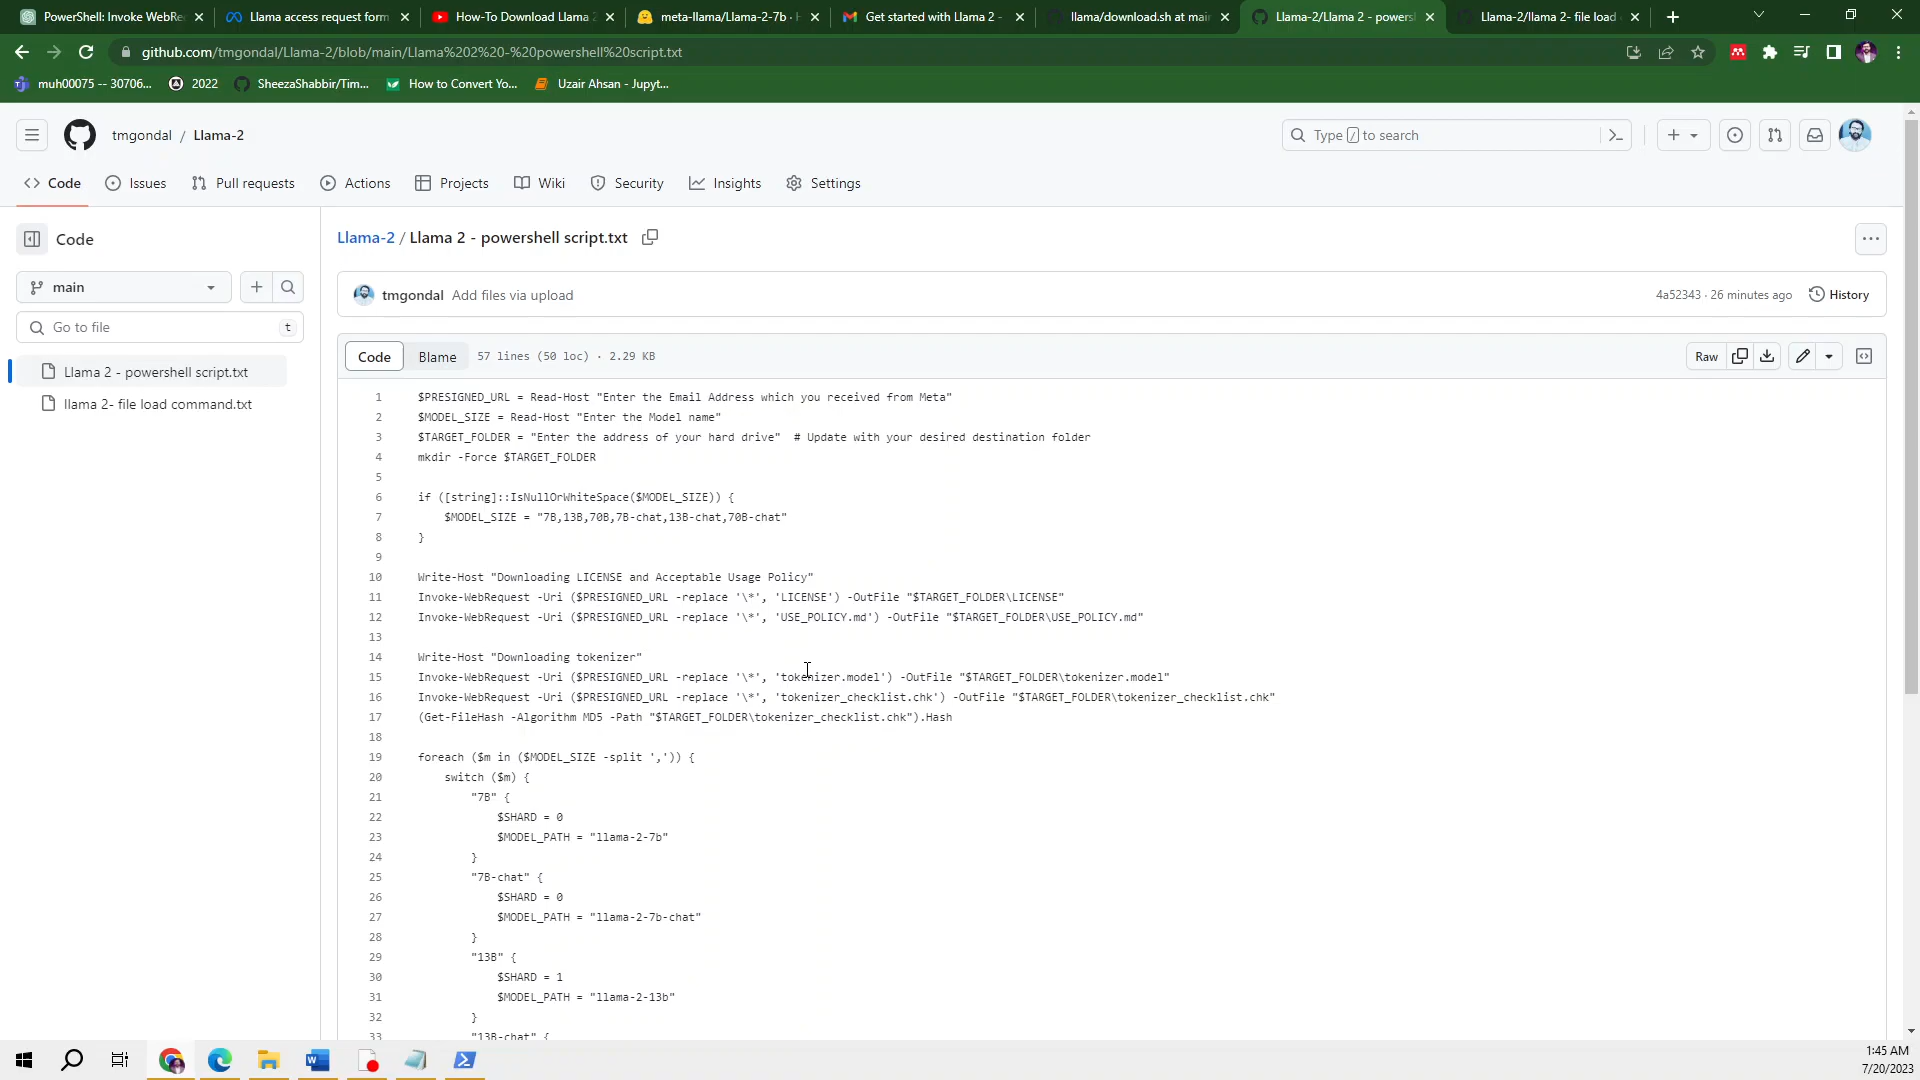 PowerShell: Invoke WebRe
Llama access request form
How-To Download Llama 2
meta-llama/Llama-2-7b · H
Get started with Llama 2 -
llama/download.sh at main
Llama-2/Llama 2 - powersh
Llama-2/llama 2- file load
github.com/tmgondal/Llama-2/blob/main/Llama%202%20-%20powershell%20script.txt
muh00075 -- 30706...
2022
SheezaShabbir/Tim...
How to Convert Yo...
Uzair Ahsan - Jupyt...
tmgondal / Llama-2
Type / to search
Code
Issues
Pull requests
Actions
Projects
Wiki
Security
Insights
Settings
Code
main
Go to file
t
Llama 2 - powershell script.txt
llama 2- file load command.txt
Llama-2 / Llama 2 - powershell script.txt
tmgondal Add files via upload
4a52343 · 26 minutes ago
History
Code
Blame
57 lines (50 loc) · 2.29 KB
Raw
1 $PRESIGNED_URL = Read-Host "Enter the Email Address which you received from Meta"
2 $MODEL_SIZE = Read-Host "Enter the Model name"
3 $TARGET_FOLDER = "Enter the address of your hard drive"  # Update with your desired destination folder
4 mkdir -Force $TARGET_FOLDER
5
6 if ([string]::IsNullOrWhiteSpace($MODEL_SIZE)) {
7     $MODEL_SIZE = "7B,13B,70B,7B-chat,13B-chat,70B-chat"
8 }
9
10 Write-Host "Downloading LICENSE and Acceptable Usage Policy"
11 Invoke-WebRequest -Uri ($PRESIGNED_URL -replace '\*', 'LICENSE') -OutFile "$TARGET_FOLDER\LICENSE"
12 Invoke-WebRequest -Uri ($PRESIGNED_URL -replace '\*', 'USE_POLICY.md') -OutFile "$TARGET_FOLDER\USE_POLICY.md"
13
14 Write-Host "Downloading tokenizer"
15 Invoke-WebRequest -Uri ($PRESIGNED_URL -replace '\*', 'tokenizer.model') -OutFile "$TARGET_FOLDER\tokenizer.model"
16 Invoke-WebRequest -Uri ($PRESIGNED_URL -replace '\*', 'tokenizer_checklist.chk') -OutFile "$TARGET_FOLDER\tokenizer_checklist.chk"
17 (Get-FileHash -Algorithm MD5 -Path "$TARGET_FOLDER\tokenizer_checklist.chk").Hash
18
19 foreach ($m in ($MODEL_SIZE -split ',')) {
20     switch ($m) {
21         "7B" {
22             $SHARD = 0
23             $MODEL_PATH = "llama-2-7b"
24         }
25         "7B-chat" {
26             $SHARD = 0
27             $MODEL_PATH = "llama-2-7b-chat"
28         }
29         "13B" {
30             $SHARD = 1
31             $MODEL_PATH = "llama-2-13b"
32         }
33         "13B-chat" {
1:45 AM
7/20/2023